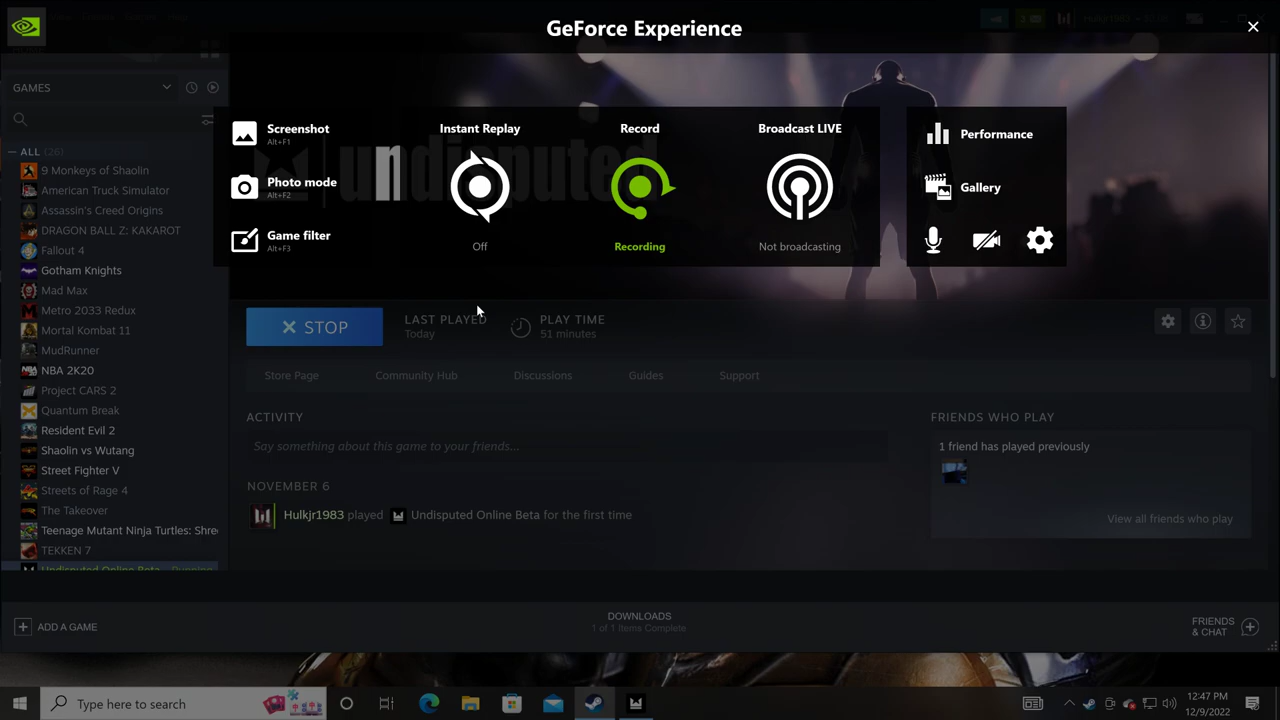 GeForce Experience
GAMES
Screenshot
Alt+F1
Photo mode
Alt+F2
Game filter
Alt+F3
Instant Replay
Off
Record
Recording
Broadcast LIVE
Not broadcasting
Performance
Gallery
undisputed
ALL (26)
9 Monkeys of Shaolin
American Truck Simulator
Assassin's Creed Origins
DRAGON BALL Z: KAKAROT
Fallout 4
Gotham Knights
Mad Max
Metro 2033 Redux
Mortal Kombat 11
MudRunner
NBA 2K20
Project CARS 2
Quantum Break
Resident Evil 2
Shaolin vs Wutang
Street Fighter V
Streets of Rage 4
The Takeover
Teenage Mutant Ninja Turtles: Shre
TEKKEN 7
Undisputed Online Beta - Running
STOP
LAST PLAYED
Today
PLAY TIME
51 minutes
Store Page
Community Hub
Discussions
Guides
Support
ACTIVITY
Say something about this game to your friends...
NOVEMBER 6
Hulkjr1983 played Undisputed Online Beta for the first time
FRIENDS WHO PLAY
1 friend has played previously
View all friends who play
ADD A GAME
DOWNLOADS
1 of 1 Items Complete
FRIENDS
& CHAT
Type here to search
12:47 PM
12/9/2022